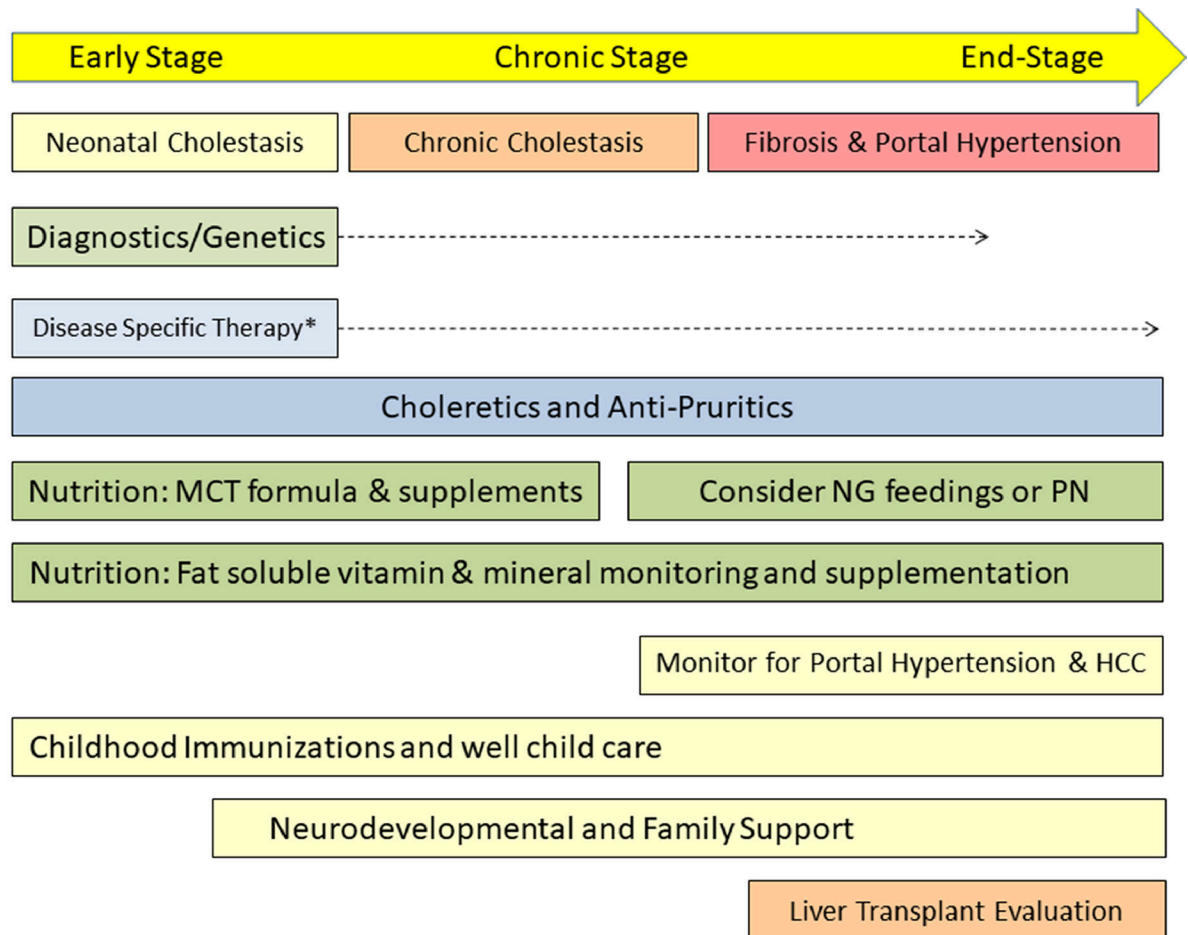 Early Stage Chronic Stage End-Stage
Neonatal Cholestasis Chronic Cholestasis Fibrosis & Portal Hypertension
Diagnostics/Genetics
Disease Specific Therapy*
Choleretics and Anti-Pruritics
Nutrition: MCT formula & supplements Consider NG feedings or PN
Nutrition: Fat soluble vitamin & mineral monitoring and supplementation
Monitor for Portal Hypertension & HCC
Childhood Immunizations and well child care
Neurodevelopmental and Family Support
Liver Transplant Evaluation